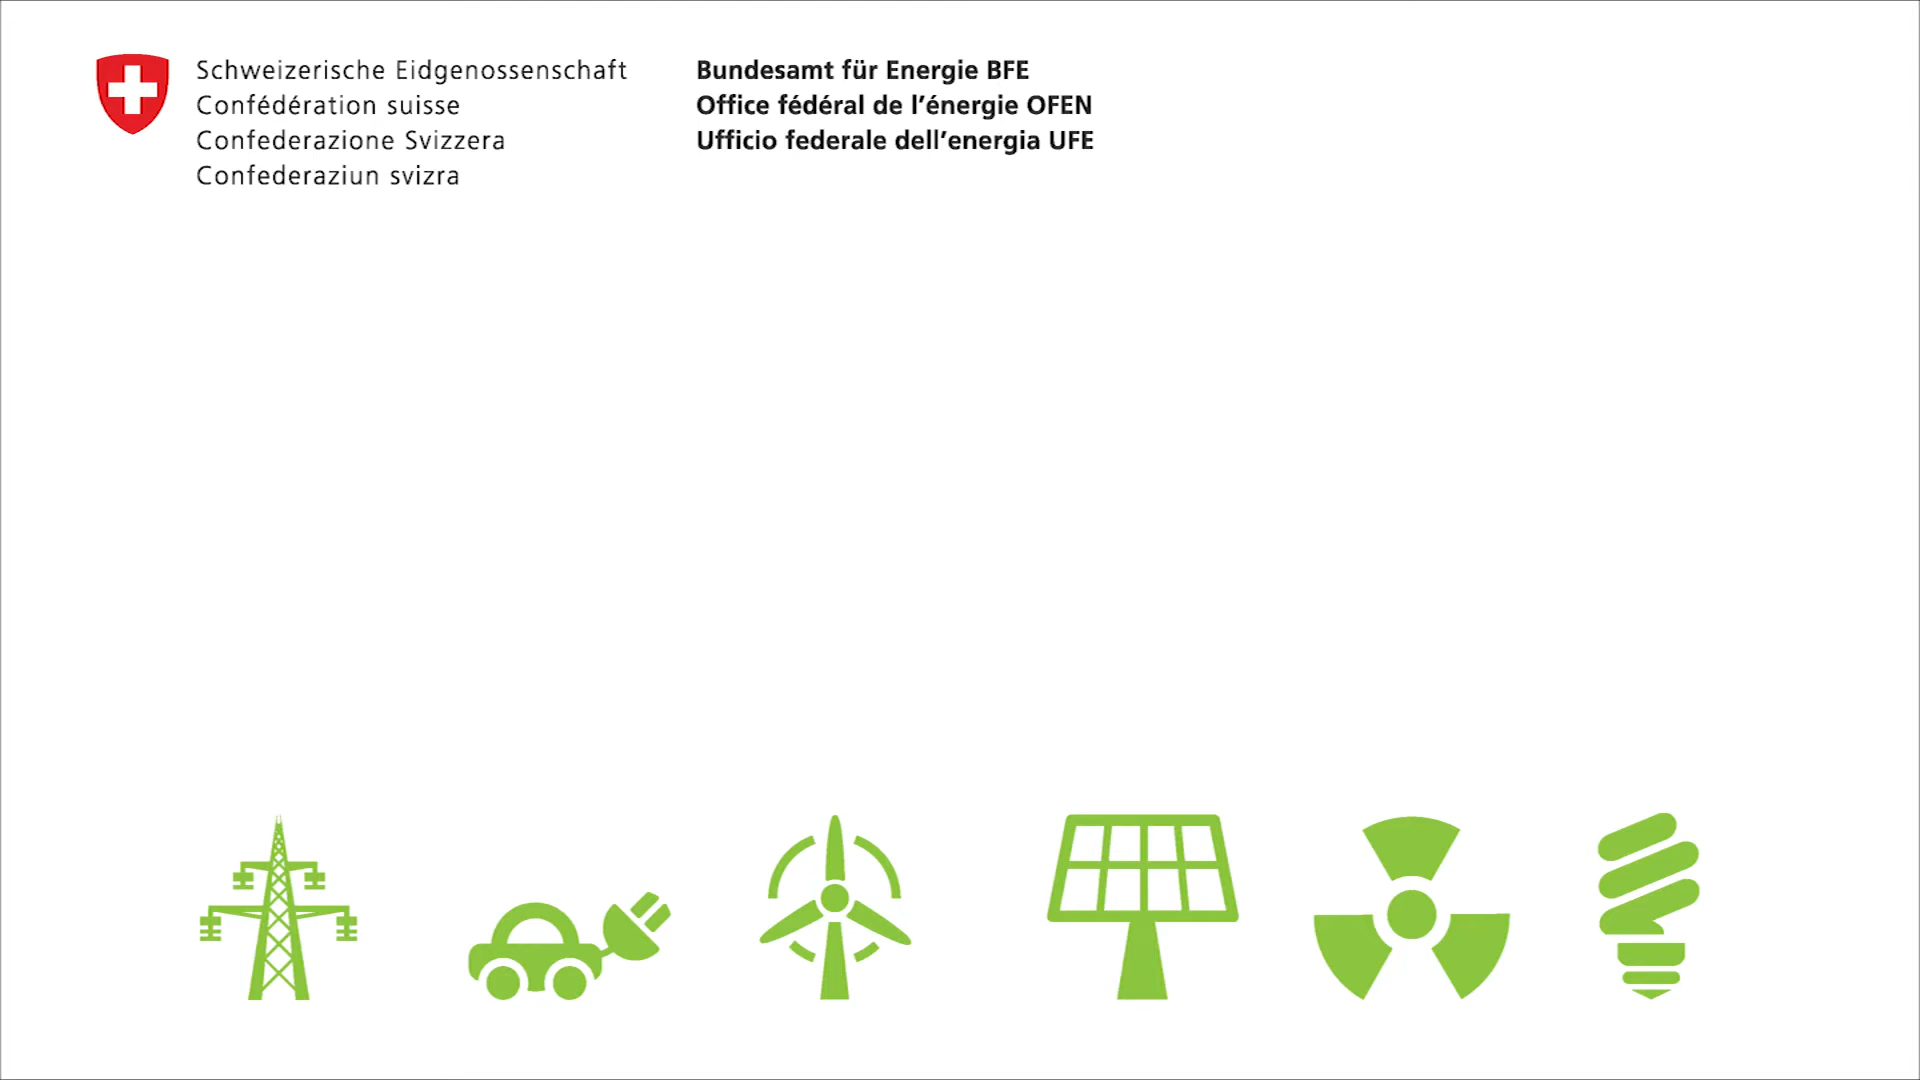 Schweizerische Eidgenossenschaft
Confédération suisse
Confederazione Svizzera
Confederaziun svizra
Bundesamt für Energie BFE
Office fédéral de l’énergie OFEN
Ufficio federale dell’energia UFE